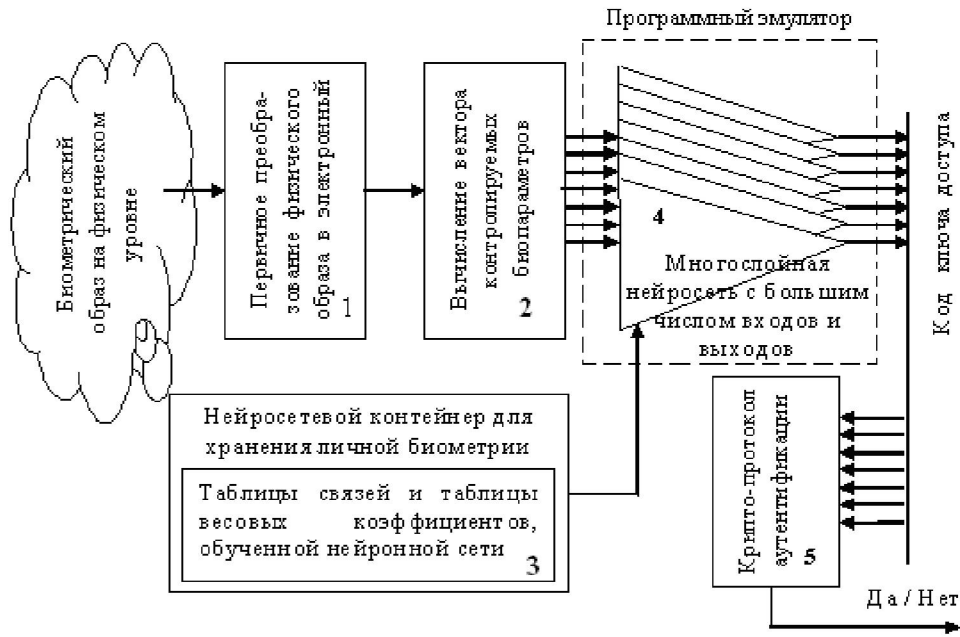 Программный эмулятор
Биометрический
образ на физическом
уровне
Первичное преобра-
зование физического
образа в электронный
1
Вычисление вектора
контролируемых
биопараметров
2
4
Многослойная
нейросеть с большим
числом входов и
выходов
Код ключа доступа
Нейросетевой контейнер для
хранения личной биометрии
Таблицы связей и таблицы
весовых коэффициентов,
обученной нейронной сети
3
Крипто-протокол
аутентификации
5
Да / Нет